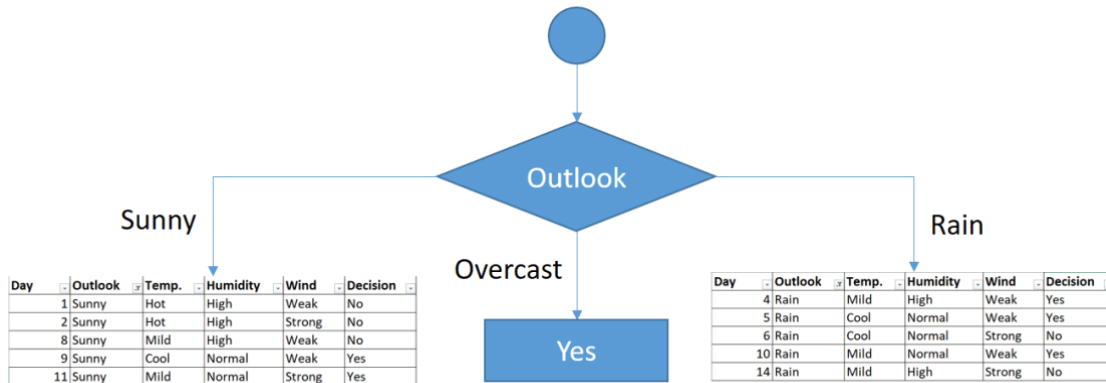 Outlook
Sunny
Rain
Overcast
Day Outlook Temp. Humidity Wind Decision
1 Sunny Hot High Weak No
2 Sunny Hot High Strong No
8 Sunny Mild High Weak No
9 Sunny Cool Normal Weak Yes
11 Sunny Mild Normal Strong Yes
Yes
Day Outlook Temp. Humidity Wind Decision
4 Rain Mild High Weak Yes
5 Rain Cool Normal Weak Yes
6 Rain Cool Normal Strong No
10 Rain Mild Normal Weak Yes
14 Rain Mild High Strong No